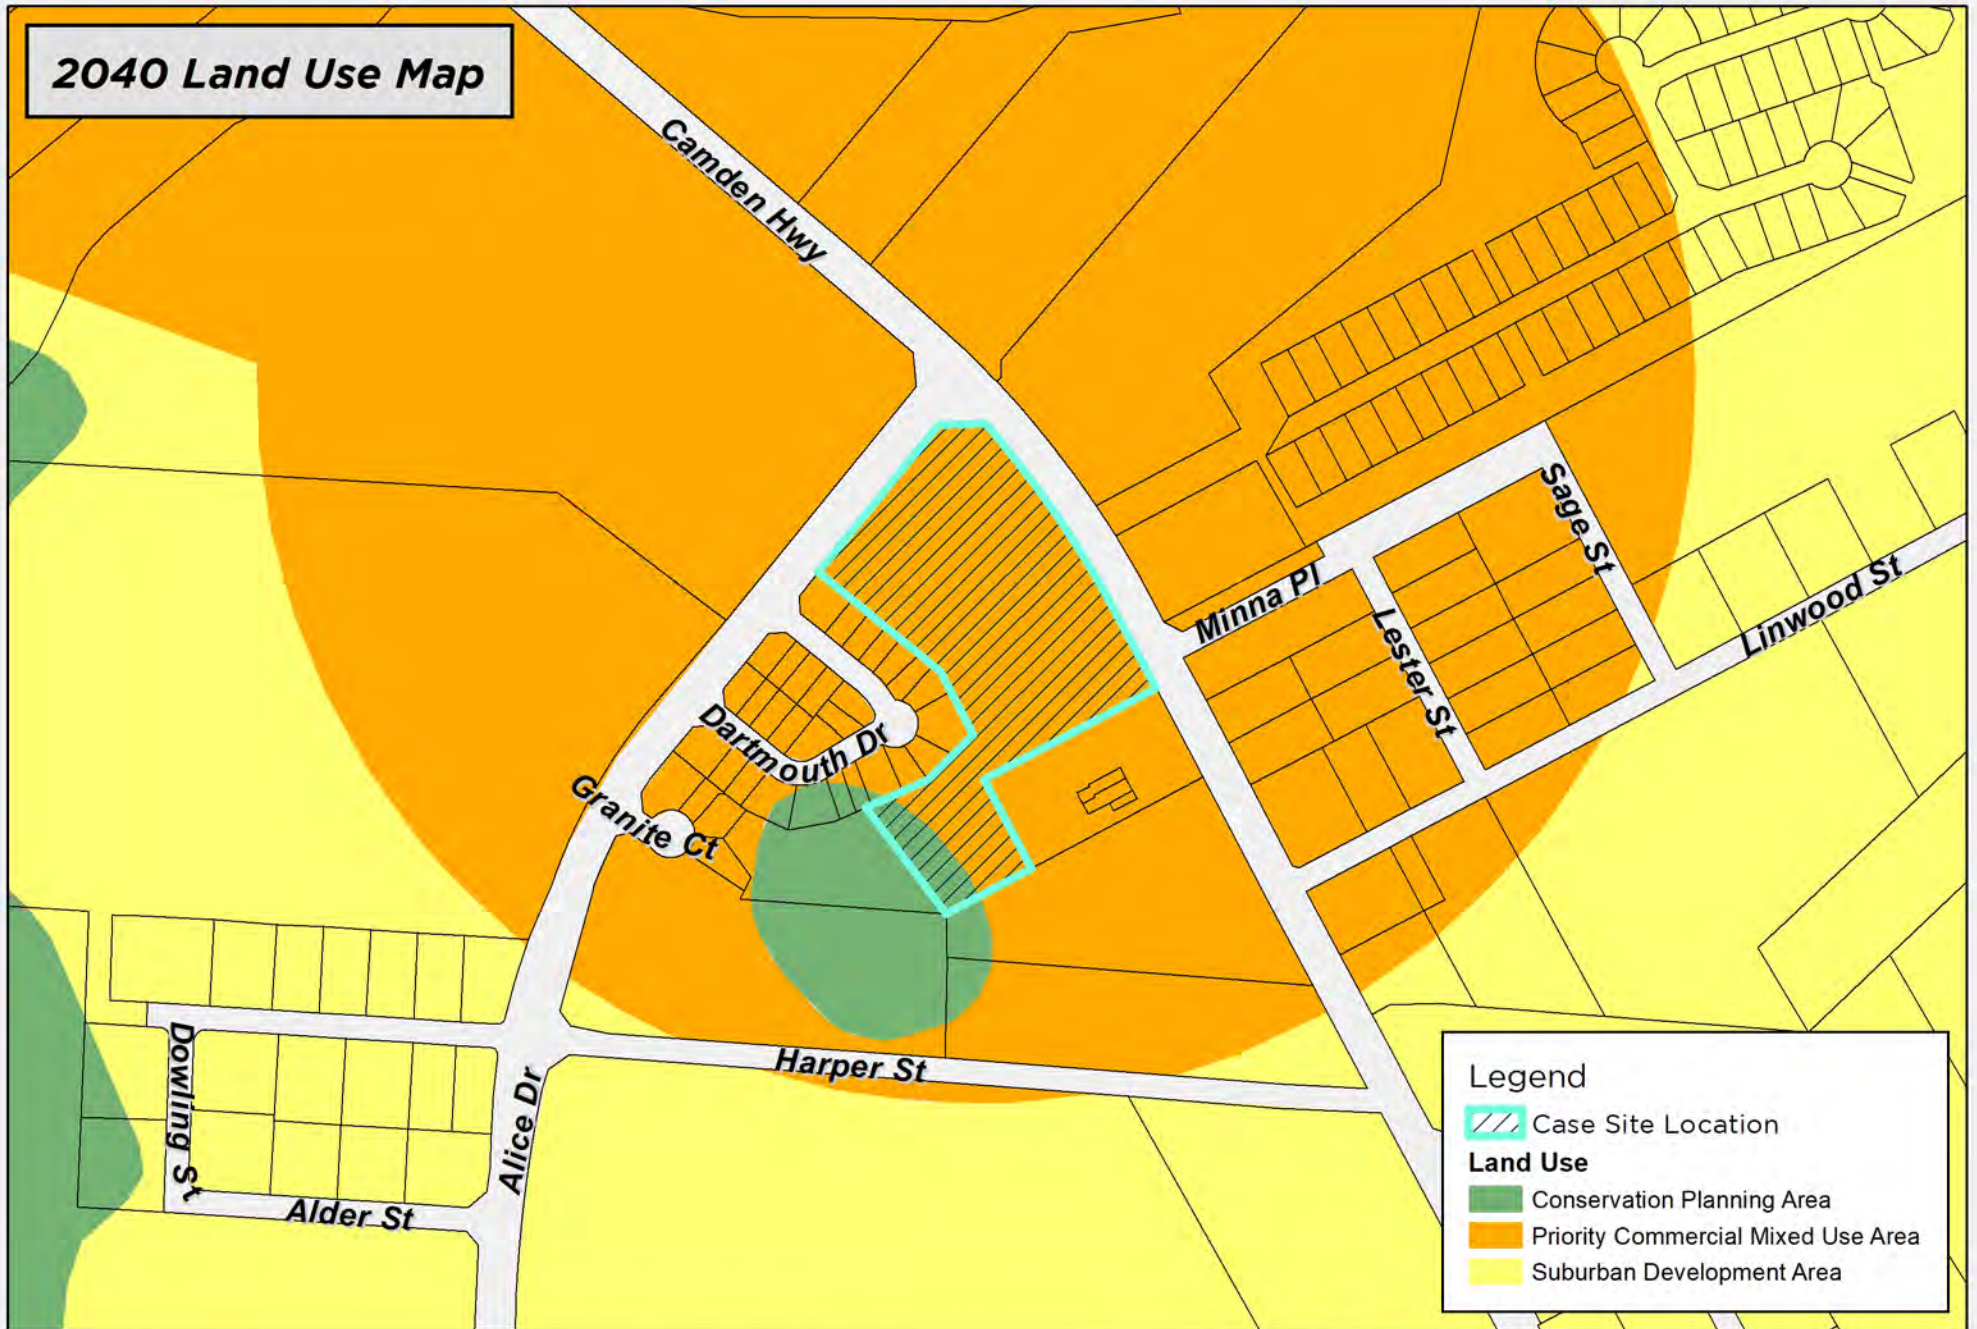 2040 Land Use Map
Camden Hwy
Sage St
Minna Pl
Lester St
Linwood St
Dartmouth Dr
Granite Ct
Harper St
Dowling St
Alice Dr
Alder St
Legend
Case Site Location
Land Use
Conservation Planning Area
Priority Commercial Mixed Use Area
Suburban Development Area